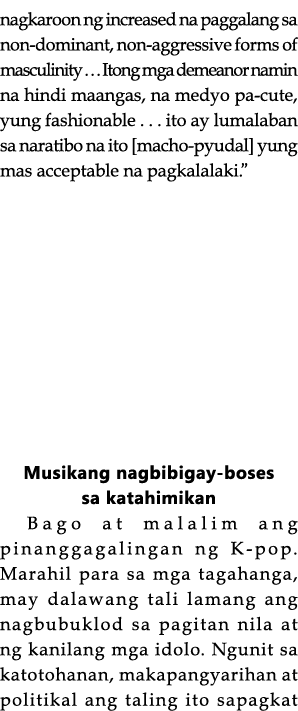 nagkaroon ng increased na paggalang sa
non-dominant, non-aggressive forms of
masculinity . . . Itong mga demeanor namin
na hindi maangas, na medyo pa-cute,
yung fashionable . . . ito ay lumalaban
sa naratibo na ito [macho-pyudal] yung
mas acceptable na pagkalalaki.”
Musikang nagbibigay-boses
sa katahimikan
Bago at malalim ang
pinanggagalingan ng K-pop.
Marahil para sa mga tagahanga,
may dalawang tali lamang ang
nagbubuklod sa pagitan nila at
ng kanilang mga idolo. Ngunit sa
katotohanan, makapangyarihan at
politikal ang taling ito sapagkat